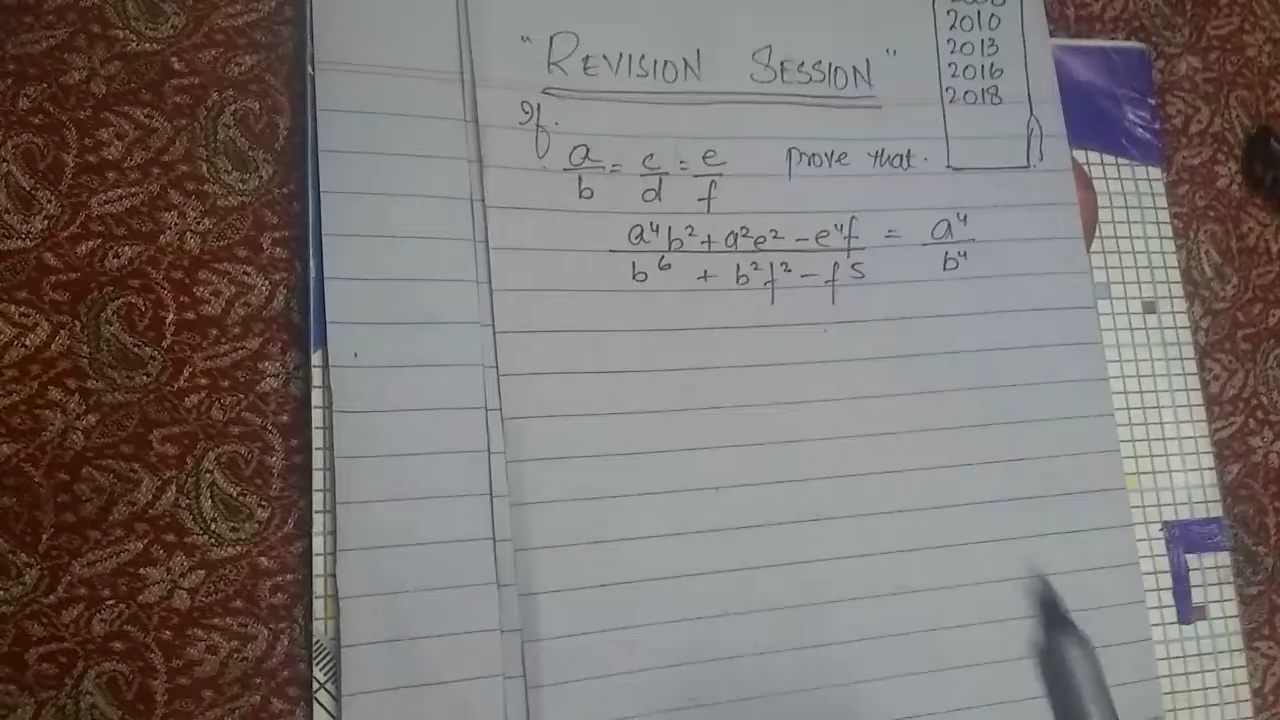 2010
2013
2016
2018
"REVISION SESSION"
If
a/b = c/d = e/f prove that.
a⁴b² + a²e² - e⁴f / b⁶ + b²f² - f⁵ = a⁴/b⁴